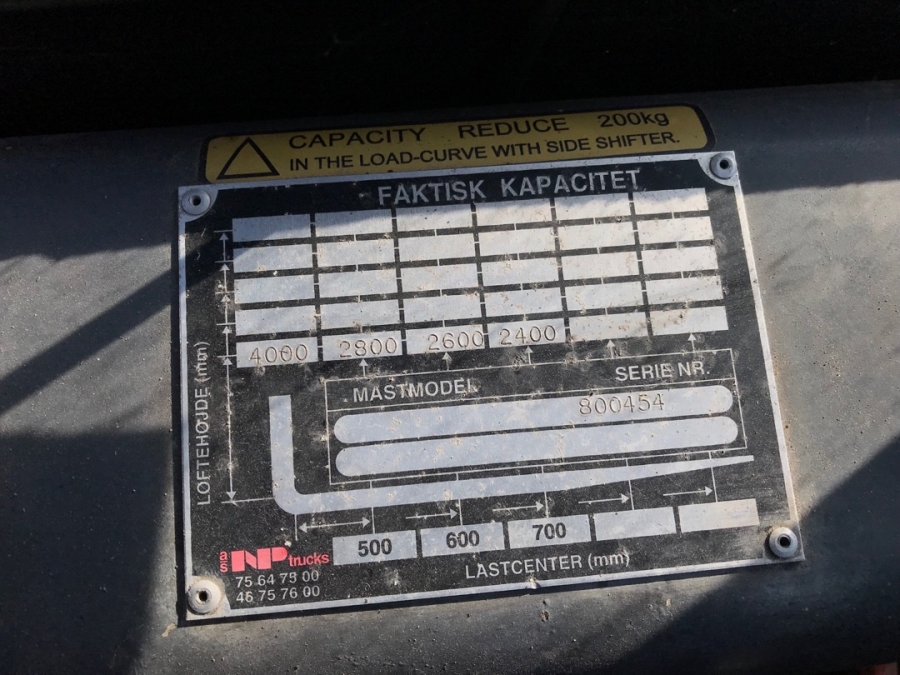 CAPACITY REDUCE 200kg
IN THE LOAD-CURVE WITH SIDE SHIFTER.
FAKTISK KAPACITET
LØFTEHØJDE (mm)
4000 2800 2600 2400
MASTMODEL SERIE NR.
800454
500 600 700
LASTCENTER (mm)
as NP trucks
75 64 75 00
46 75 76 00